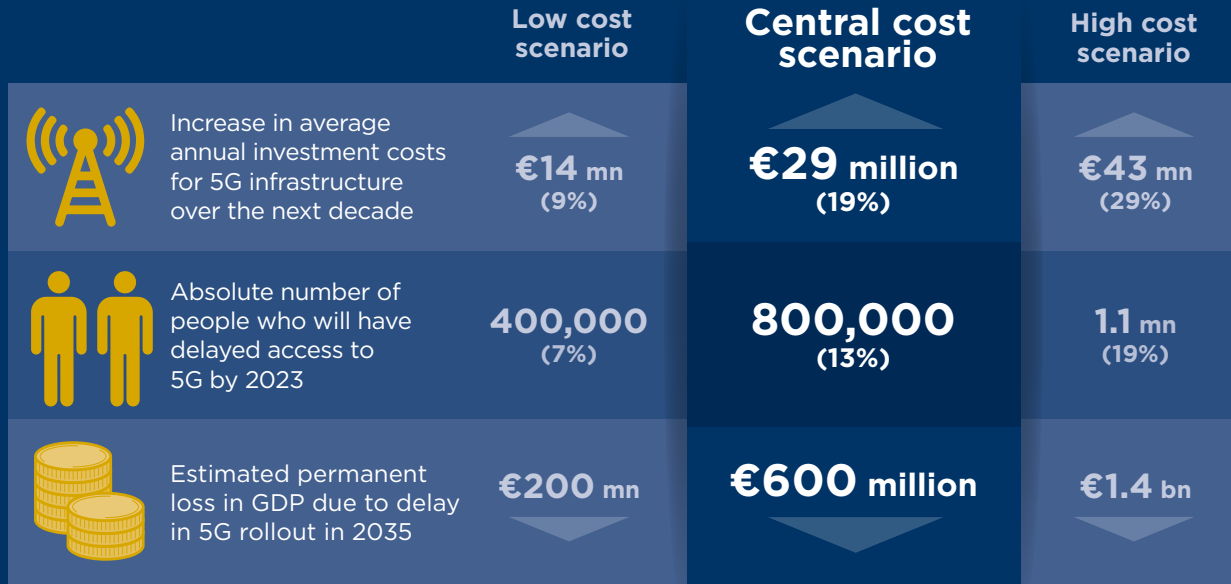 Low cost
scenario
Central cost
scenario
High cost
scenario
Increase in average
annual investment costs
for 5G infrastructure
over the next decade
€14 mn
(9%)
€29 million
(19%)
€43 mn
(29%)
Absolute number of
people who will have
delayed access to
5G by 2023
400,000
(7%)
800,000
(13%)
1.1 mn
(19%)
Estimated permanent
loss in GDP due to delay
in 5G rollout in 2035
€200 mn
€600 million
€1.4 bn